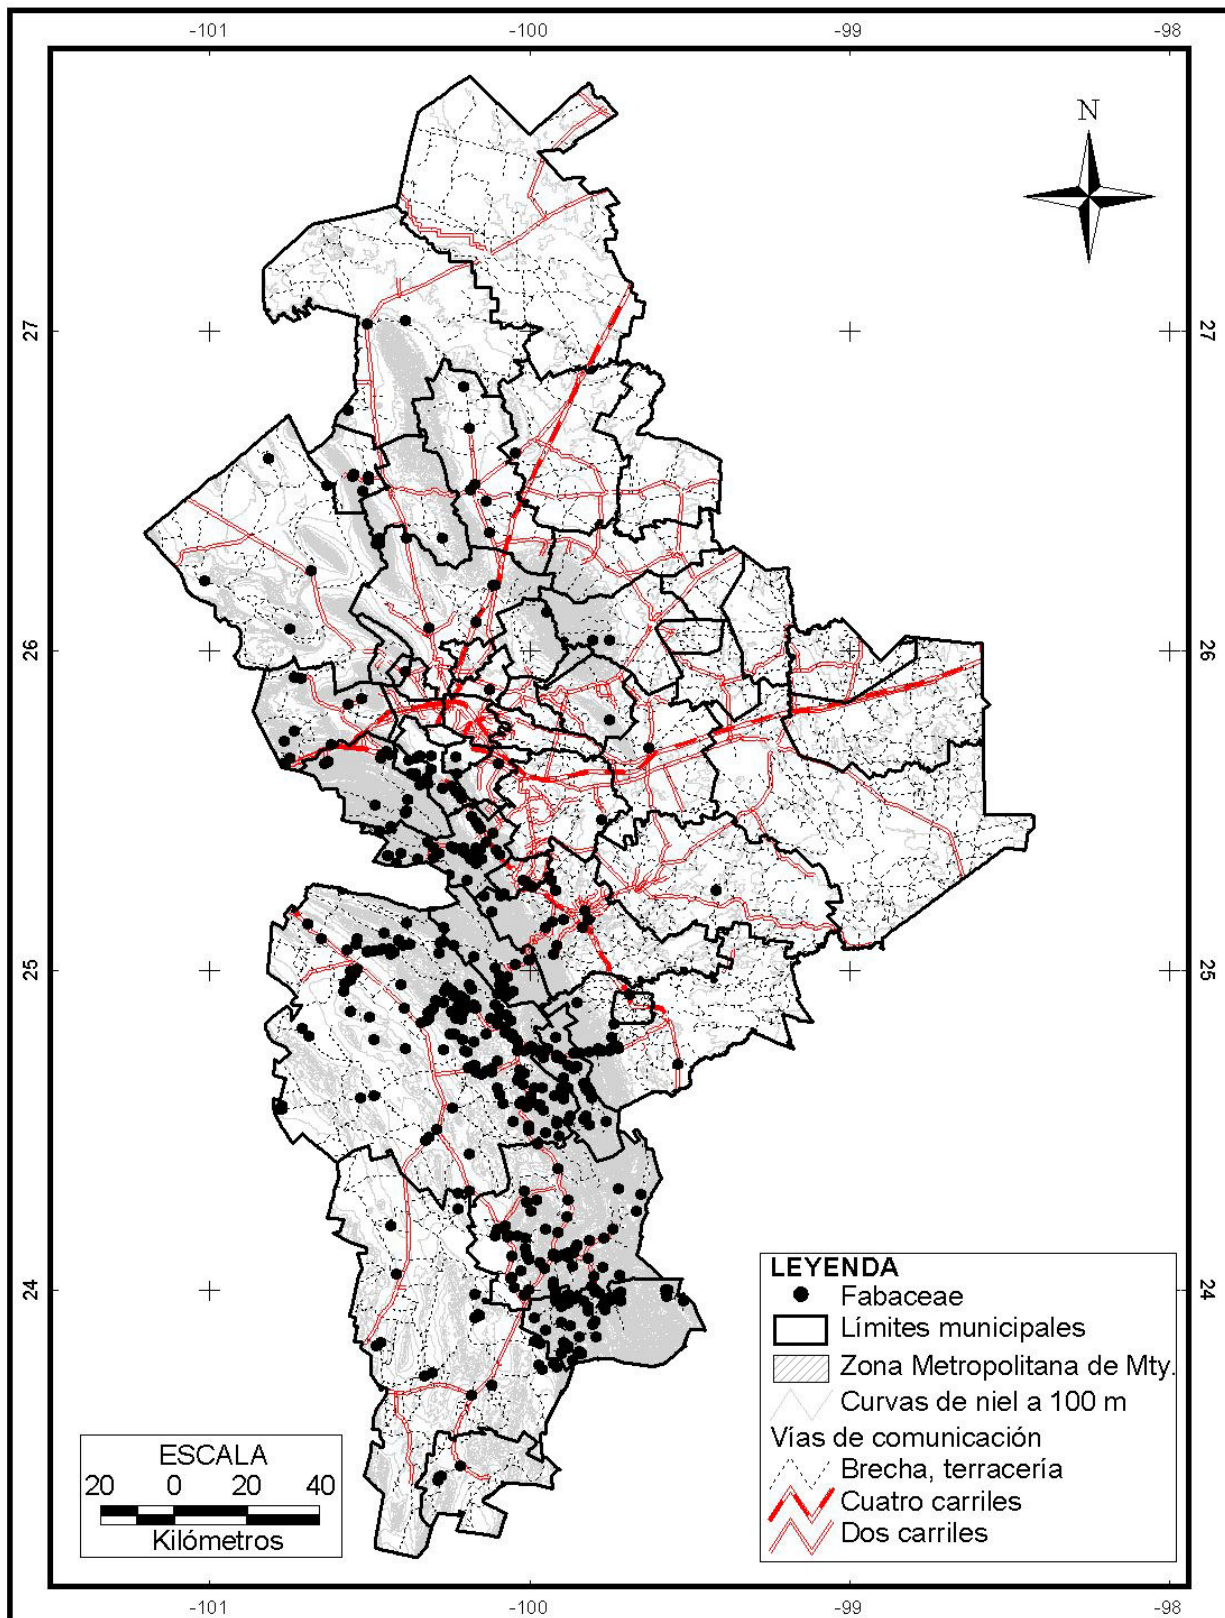 -101 -100 -99 -98
N
27 27
26 26
25 25
24 24
LEYENDA
Fabaceae
Límites municipales
Zona Metropolitana de Mty.
Curvas de niel a 100 m
Vías de comunicación
Brecha, terracería
Cuatro carriles
Dos carriles
ESCALA
20 0 20 40
Kilómetros
-101 -100 -99 -98